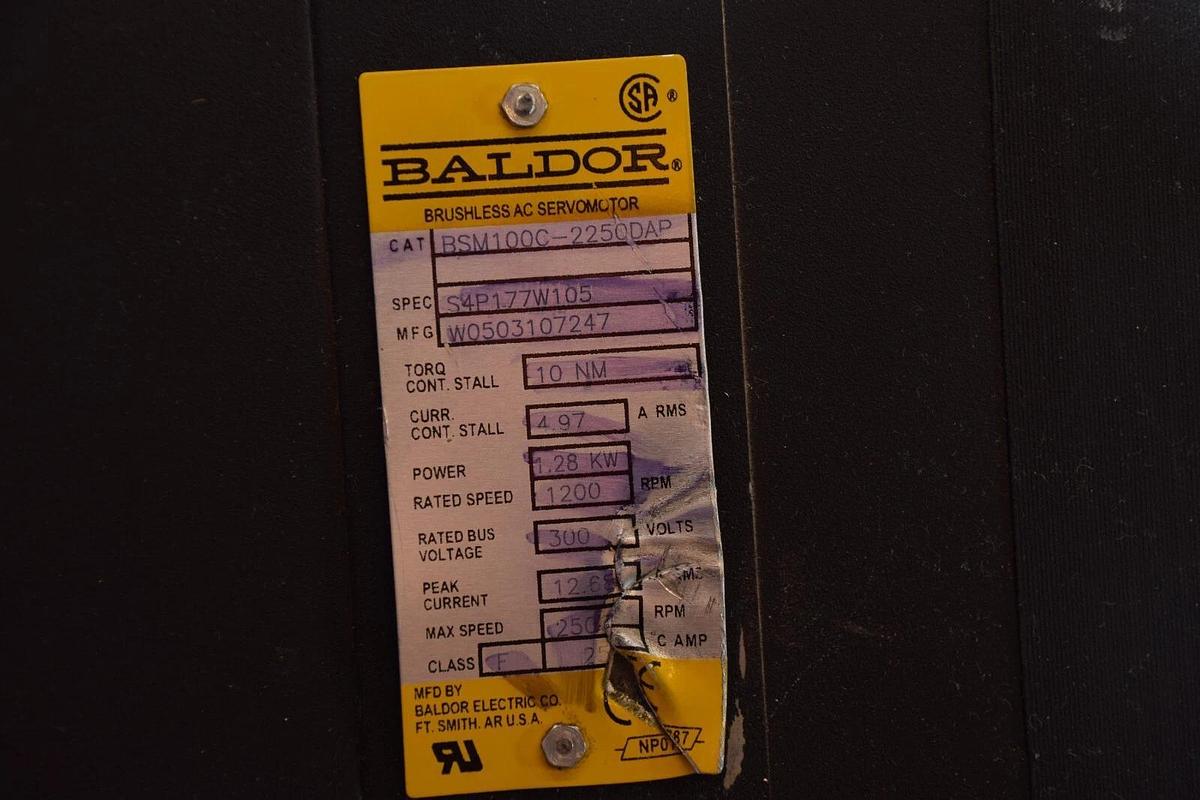 SA ®
BALDOR®
BRUSHLESS AC SERVOMOTOR
CAT BSM100C-2250DAP
SPEC S4P177W105
MFG W0503107247
TORQ
CONT. STALL 10 NM
CURR.
CONT. STALL 4.97 A RMS
POWER 1.28 KW
RATED SPEED 1200 RPM
RATED BUS
VOLTAGE 300 VOLTS
PEAK
CURRENT
MAX SPEED RPM
CLASS F °C AMP
MFD BY
BALDOR ELECTRIC CO.
FT. SMITH. AR U.S.A.